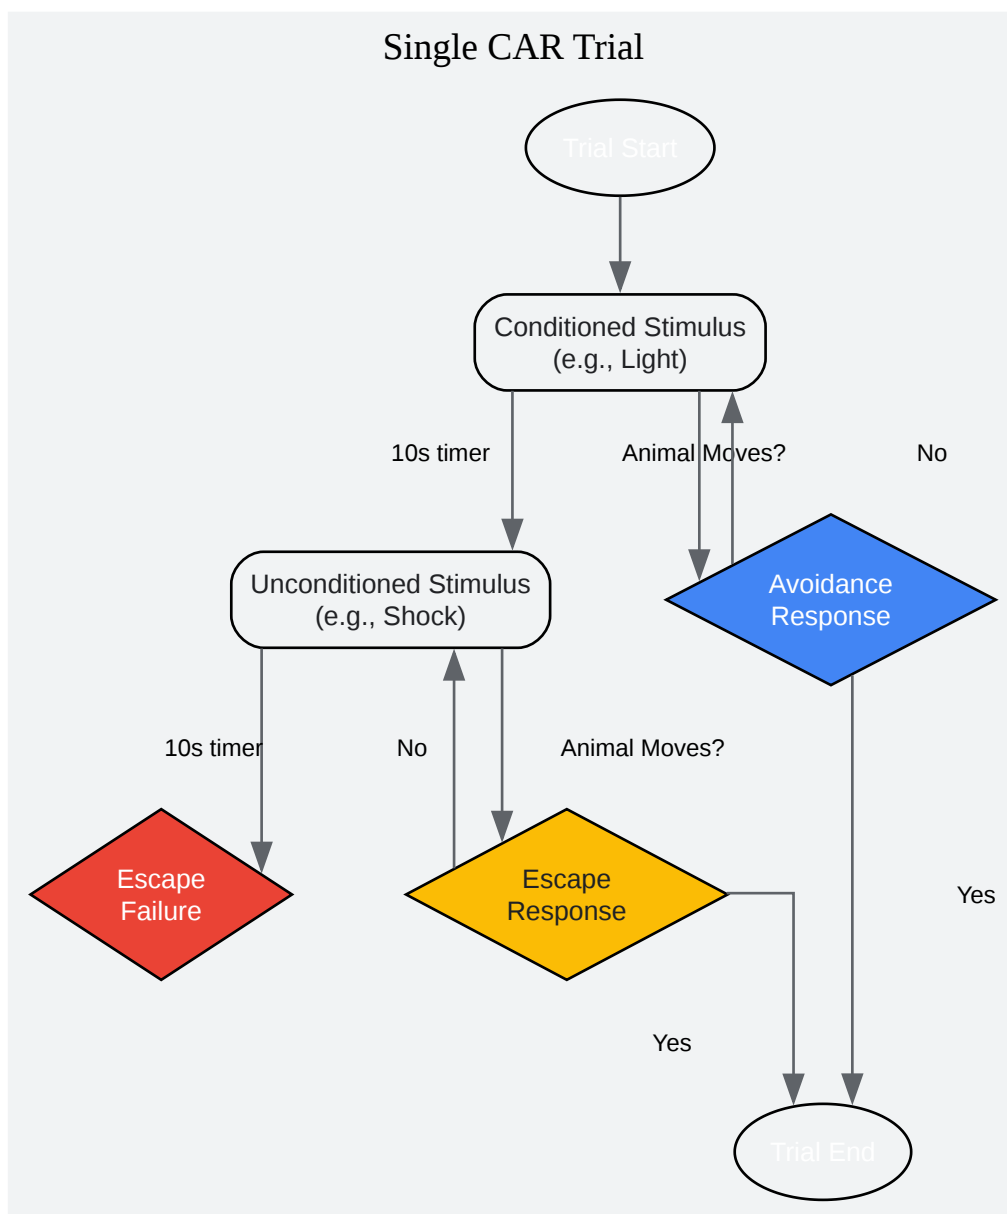 Single CAR Trial
Trial Start
Conditioned Stimulus
(e.g., Light)
10s timer
Animal Moves?
No
Unconditioned Stimulus
(e.g., Shock)
Avoidance
Response
10s timer
No
Animal Moves?
Escape
Failure
Escape
Response
Yes
Yes
Trial End